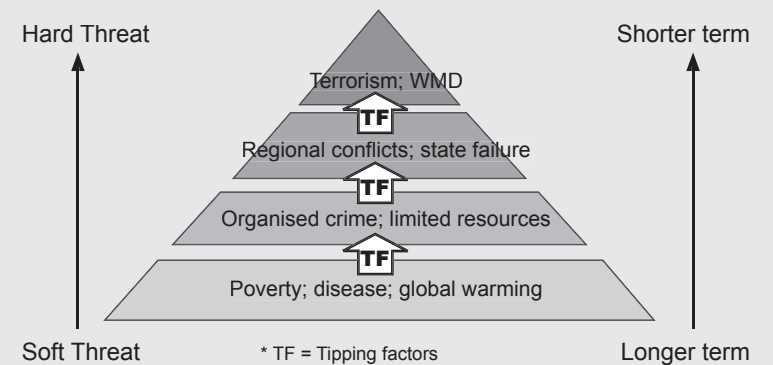 Hard Threat
Shorter term
Terrorism; WMD
TF
Regional conflicts; state failure
TF
Organised crime; limited resources
TF
Poverty; disease; global warming
Soft Threat
* TF = Tipping factors
Longer term